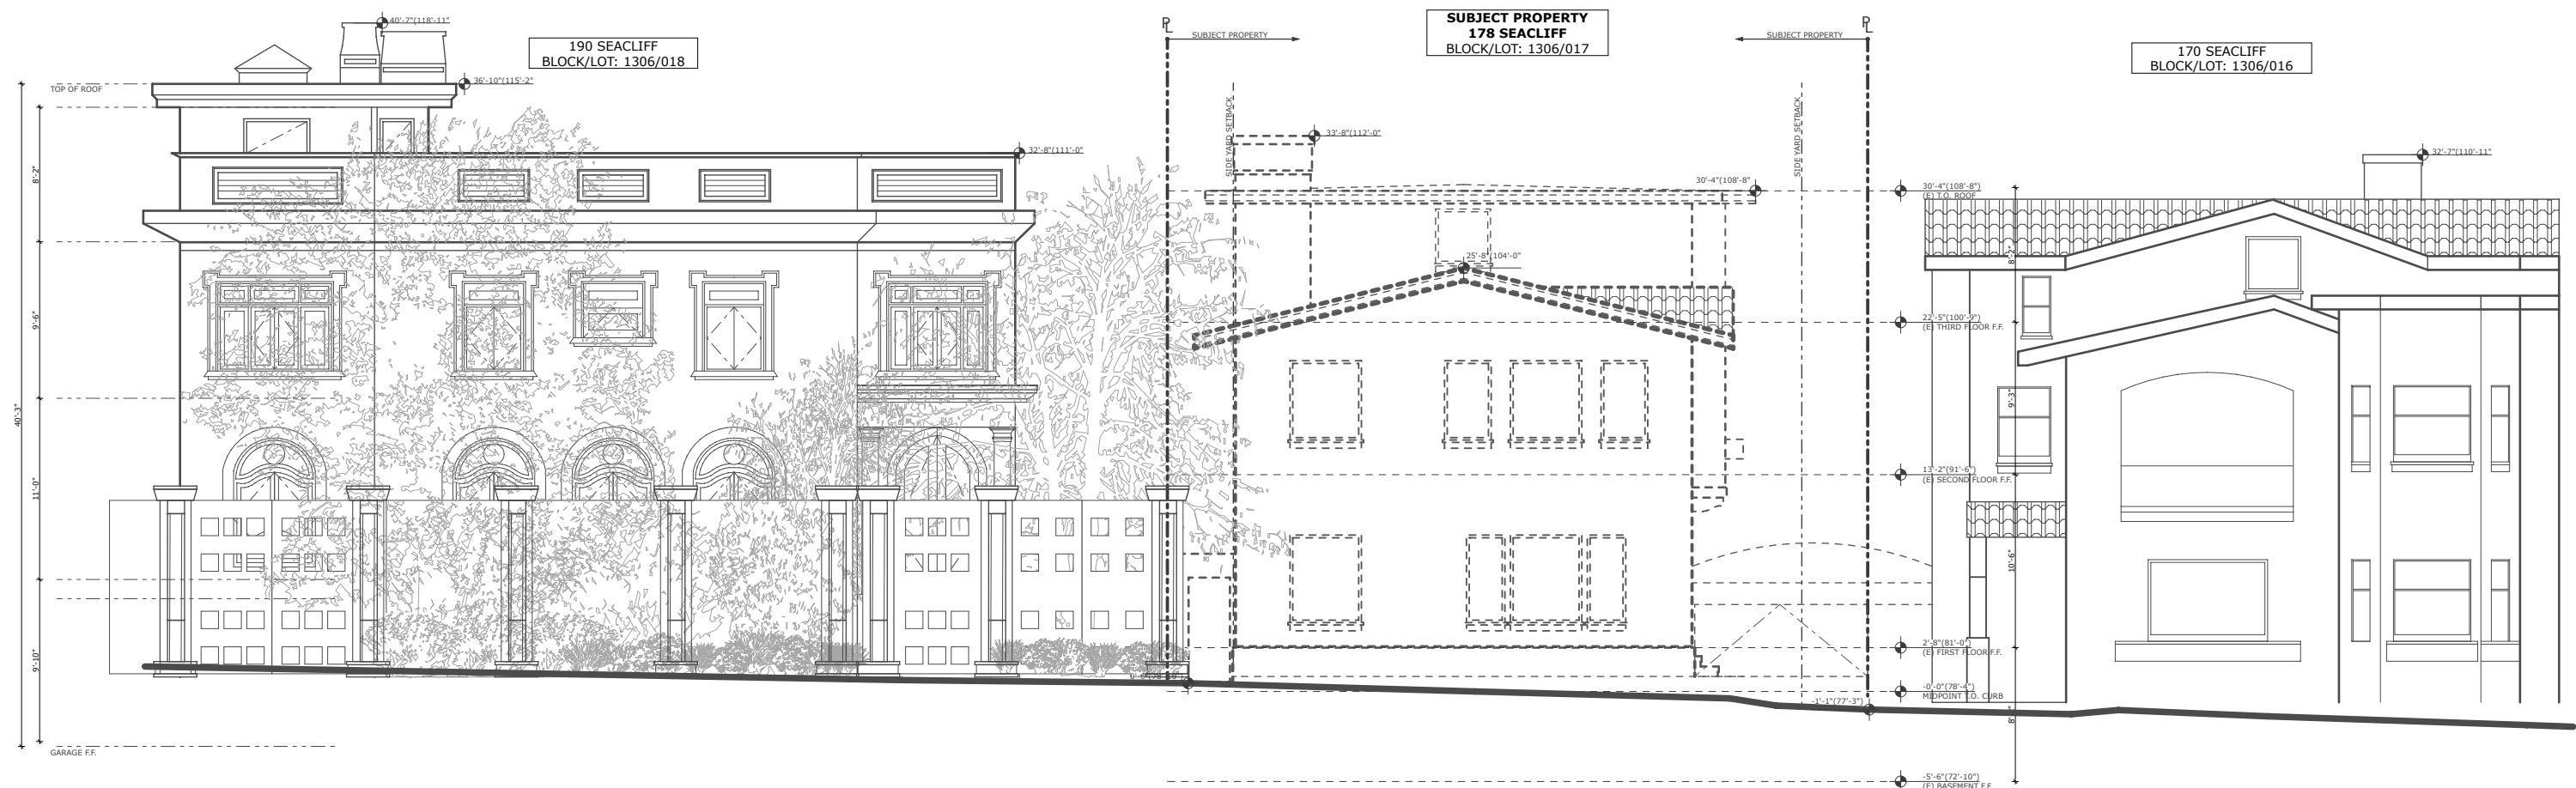 40'-7"(118'-11"
190 SEACLIFF
BLOCK/LOT: 1306/018
36'-10"(115'-2"
TOP OF ROOF
32'-8"(111'-0"
8'-2"
9'-6"
40'-3"
11'-0"
9'-10"
GARAGE F.F.
PL
SUBJECT PROPERTY
SUBJECT PROPERTY
178 SEACLIFF
BLOCK/LOT: 1306/017
SUBJECT PROPERTY
PL
SIDE YARD SETBACK
33'-8"(112'-0"
SIDE YARD SETBACK
30'-4"(108'-8"
25'-8"(104'-0"
30'-4"(108'-8")
(E) T.O. ROOF
22'-5"(100'-9")
(E) THIRD FLOOR F.F.
13'-2"(91'-6")
(E) SECOND FLOOR F.F.
2'-8"(81'-0")
(E) FIRST FLOOR F.F.
-0'-0"(78'-4")
MIDPOINT T.O. CURB
-1'-1"(77'-3")
-5'-6"(72'-10")
(E) BASEMENT F.F.
8'-2"
9'-3"
10'-6"
170 SEACLIFF
BLOCK/LOT: 1306/016
32'-7"(110'-11"